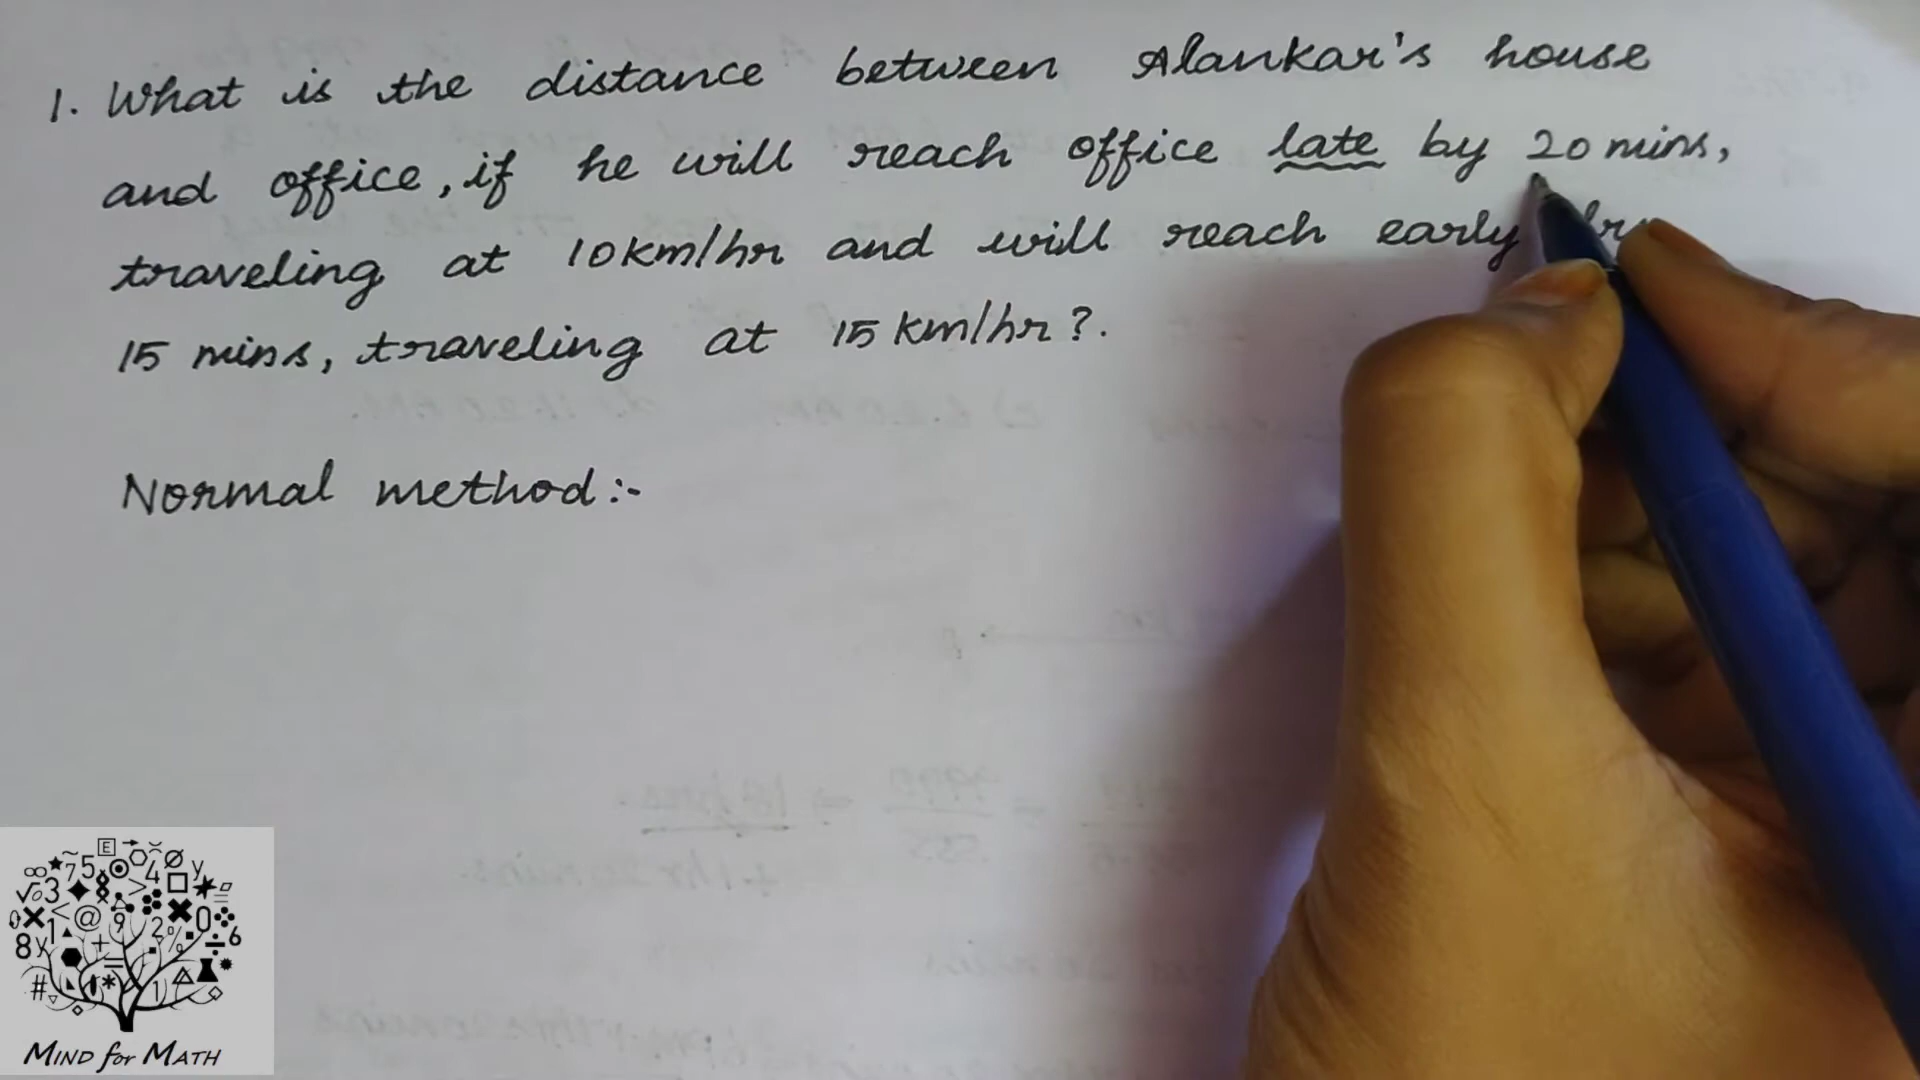 1. What is the distance between Alankar's house
and office, if he will reach office late by 20 mins,
traveling at 10km/hr and will reach early
15 mins, traveling at 15 km/hr?.
Normal method:-
MIND for MATH